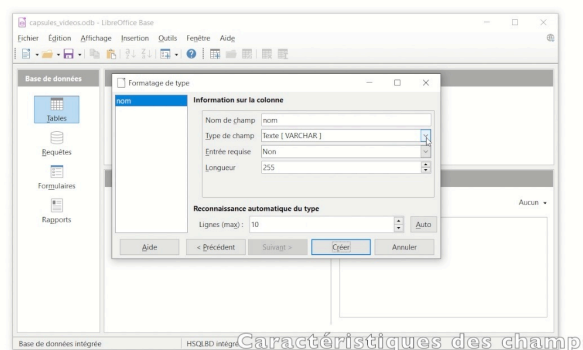 capsules_videos.odb - LibreOffice Base
Fichier Édition Affichage Insertion Outils Fenêtre Aide
Base de données
Tables
Requêtes
Formulaires
Rapports
Formatage de type
nom
Information sur la colonne
Nom de champ nom
Type de champ Texte [ VARCHAR ]
Entrée requise Non
Longueur 255
Reconnaissance automatique du type
Lignes (max) : 10 Auto
Aide < Précédent Suivant > Créer Annuler
Aucun
Base de données intégrée HSQLBD intégré
Caractéristiques des champ